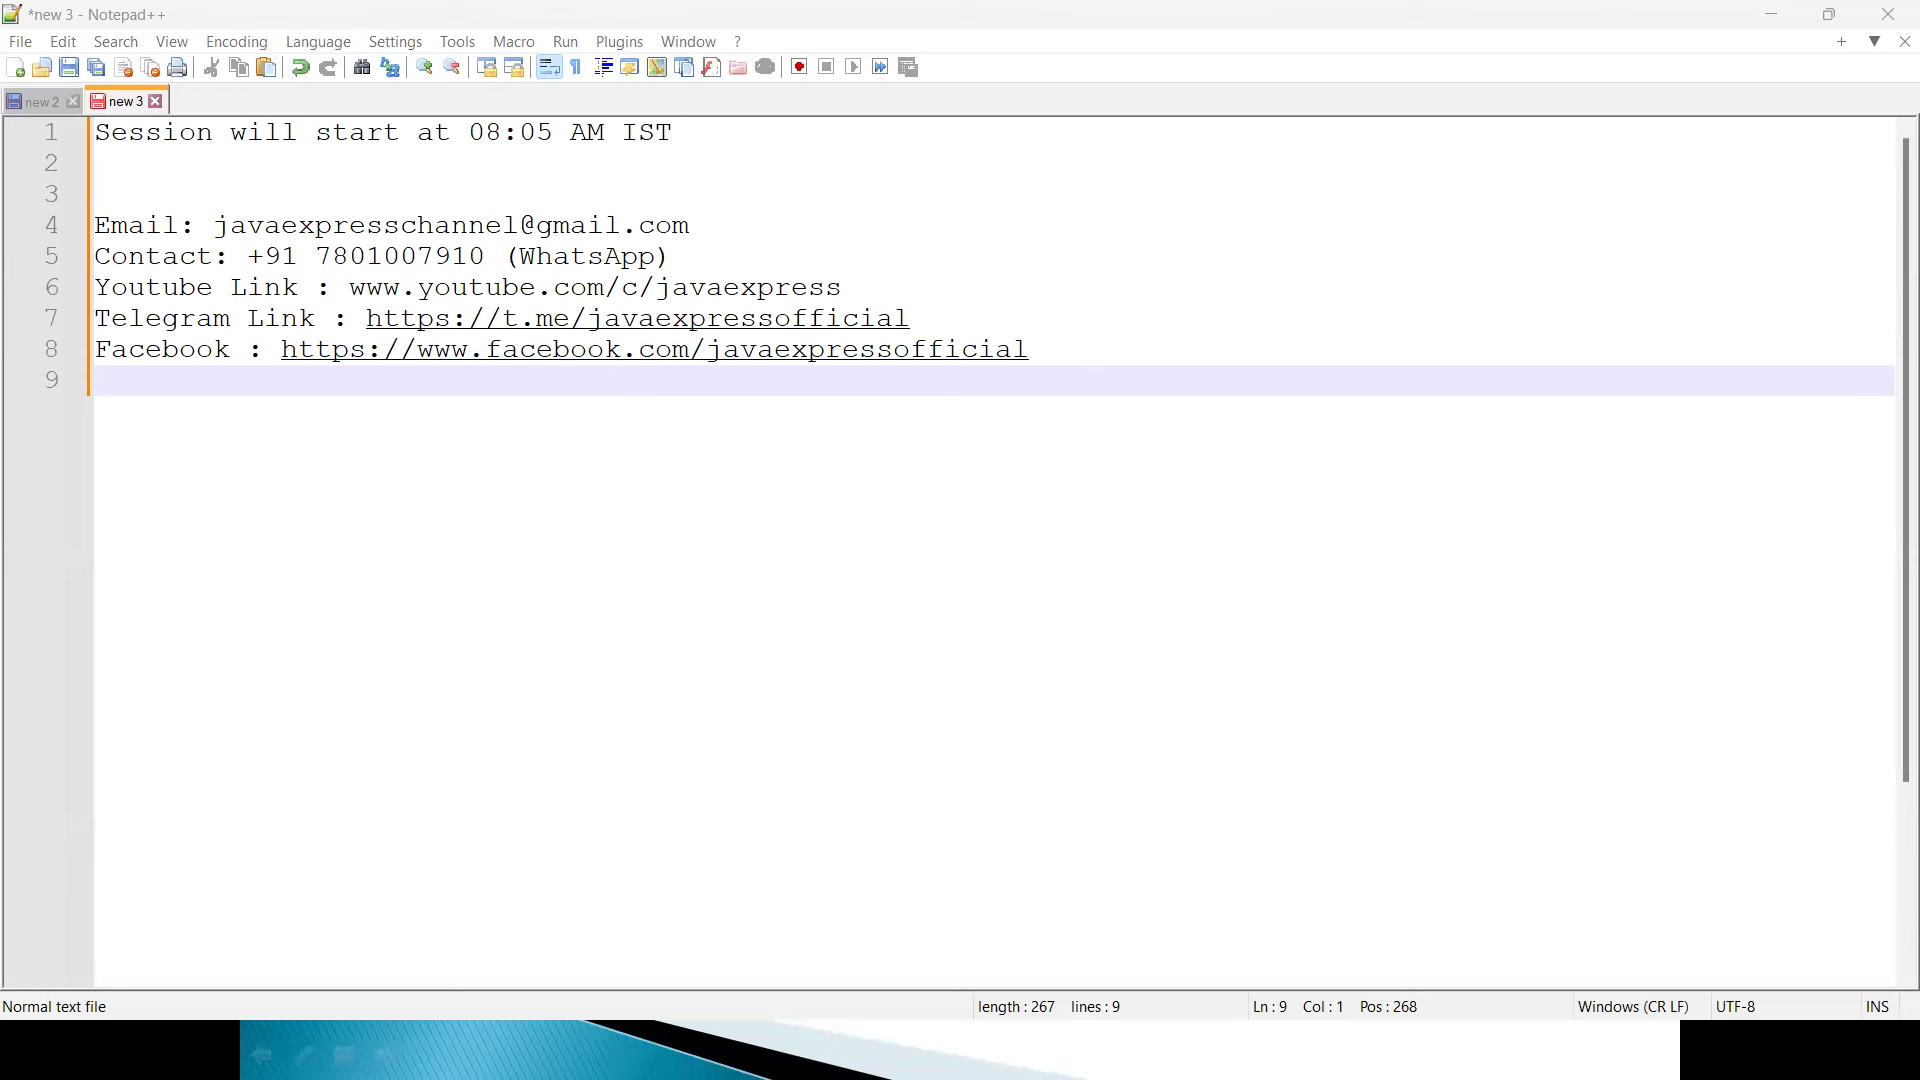 *new 3 - Notepad++
File Edit Search View Encoding Language Settings Tools Macro Run Plugins Window ?
new 2 new 3
1 Session will start at 08:05 AM IST
2
3
4 Email: javaexpresschannel@gmail.com
5 Contact: +91 7801007910 (WhatsApp)
6 Youtube Link : www.youtube.com/c/javaexpress
7 Telegram Link : https://t.me/javaexpressofficial
8 Facebook : https://www.facebook.com/javaexpressofficial
9
Normal text file length : 267 lines : 9 Ln : 9 Col : 1 Pos : 268 Windows (CR LF) UTF-8 INS